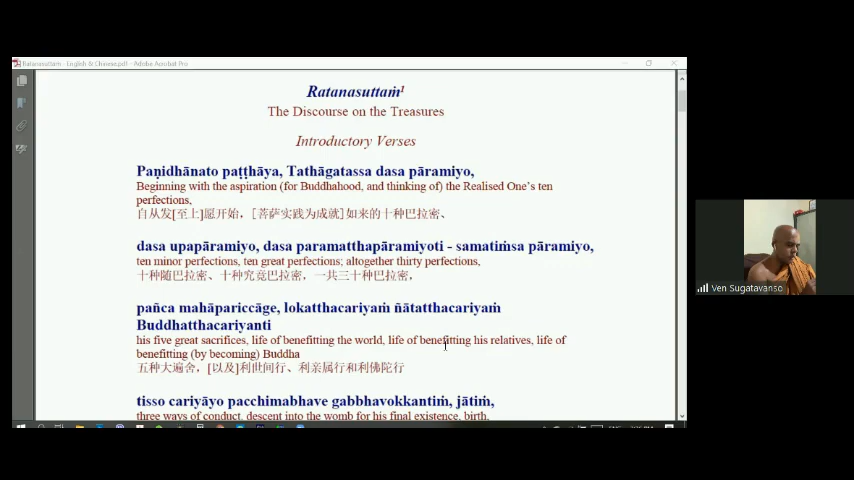 Ratanasuttam - English & Chinese.pdf - Adobe Acrobat Pro
Ratanasuttaṁ1
The Discourse on the Treasures
Introductory Verses
Paṇidhānato paṭṭhāya, Tathāgatassa dasa pāramiyo,
Beginning with the aspiration (for Buddhahood, and thinking of) the Realised One's ten
perfections,
自从发[至上]愿开始，[菩萨实践为成就]如来的十种巴拉密、
dasa upapāramiyo, dasa paramatthapāramiyoti - samatiṁsa pāramiyo,
ten minor perfections, ten great perfections; altogether thirty perfections,
十种随巴拉密、十种究竟巴拉密，一共三十种巴拉密，
pañca mahāpariccāge, lokatthacariyaṁ ñātatthacariyaṁ
Buddhatthacariyanti
his five great sacrifices, life of benefitting the world, life of benefitting his relatives, life of
benefitting (by becoming) Buddha
五种大遍舍，[以及]利世间行、利亲属行和利佛陀行
tisso cariyāyo pacchimabhave gabbhavokkantiṁ, jātiṁ,
three ways of conduct, descent into the womb for his final existence, birth,
Ven Sugatavanso